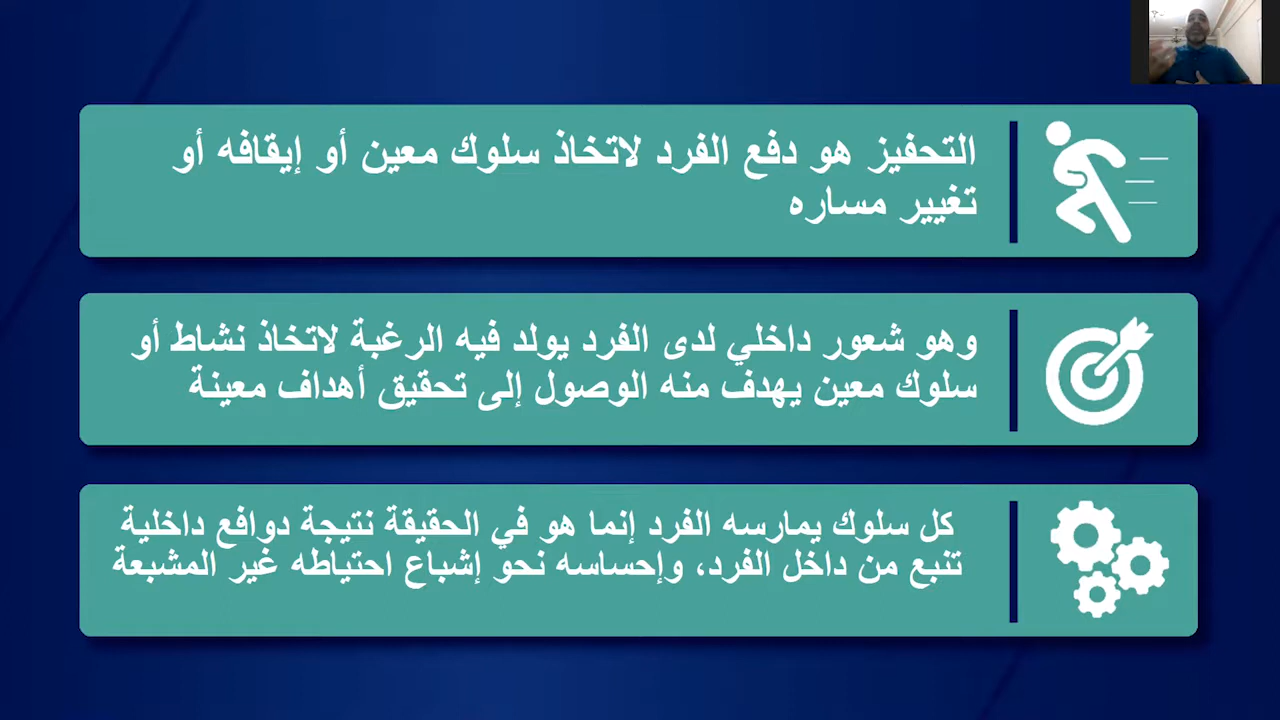 التحفيز هو دفع الفرد لاتخاذ سلوك معين أو إيقافه أو
تغيير مساره
وهو شعور داخلي لدى الفرد يولد فيه الرغبة لاتخاذ نشاط أو
سلوك معين يهدف منه الوصول إلى تحقيق أهداف معينة
كل سلوك يمارسه الفرد إنما هو في الحقيقة نتيجة دوافع داخلية
تنبع من داخل الفرد، وإحساسه نحو إشباع احتياطه غير المشبعة